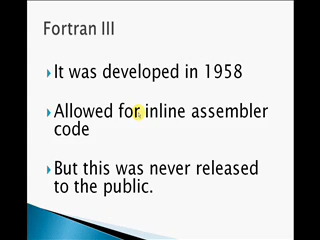 Fortran III
It was developed in 1958
Allowed for inline assembler
code
But this was never released
to the public.